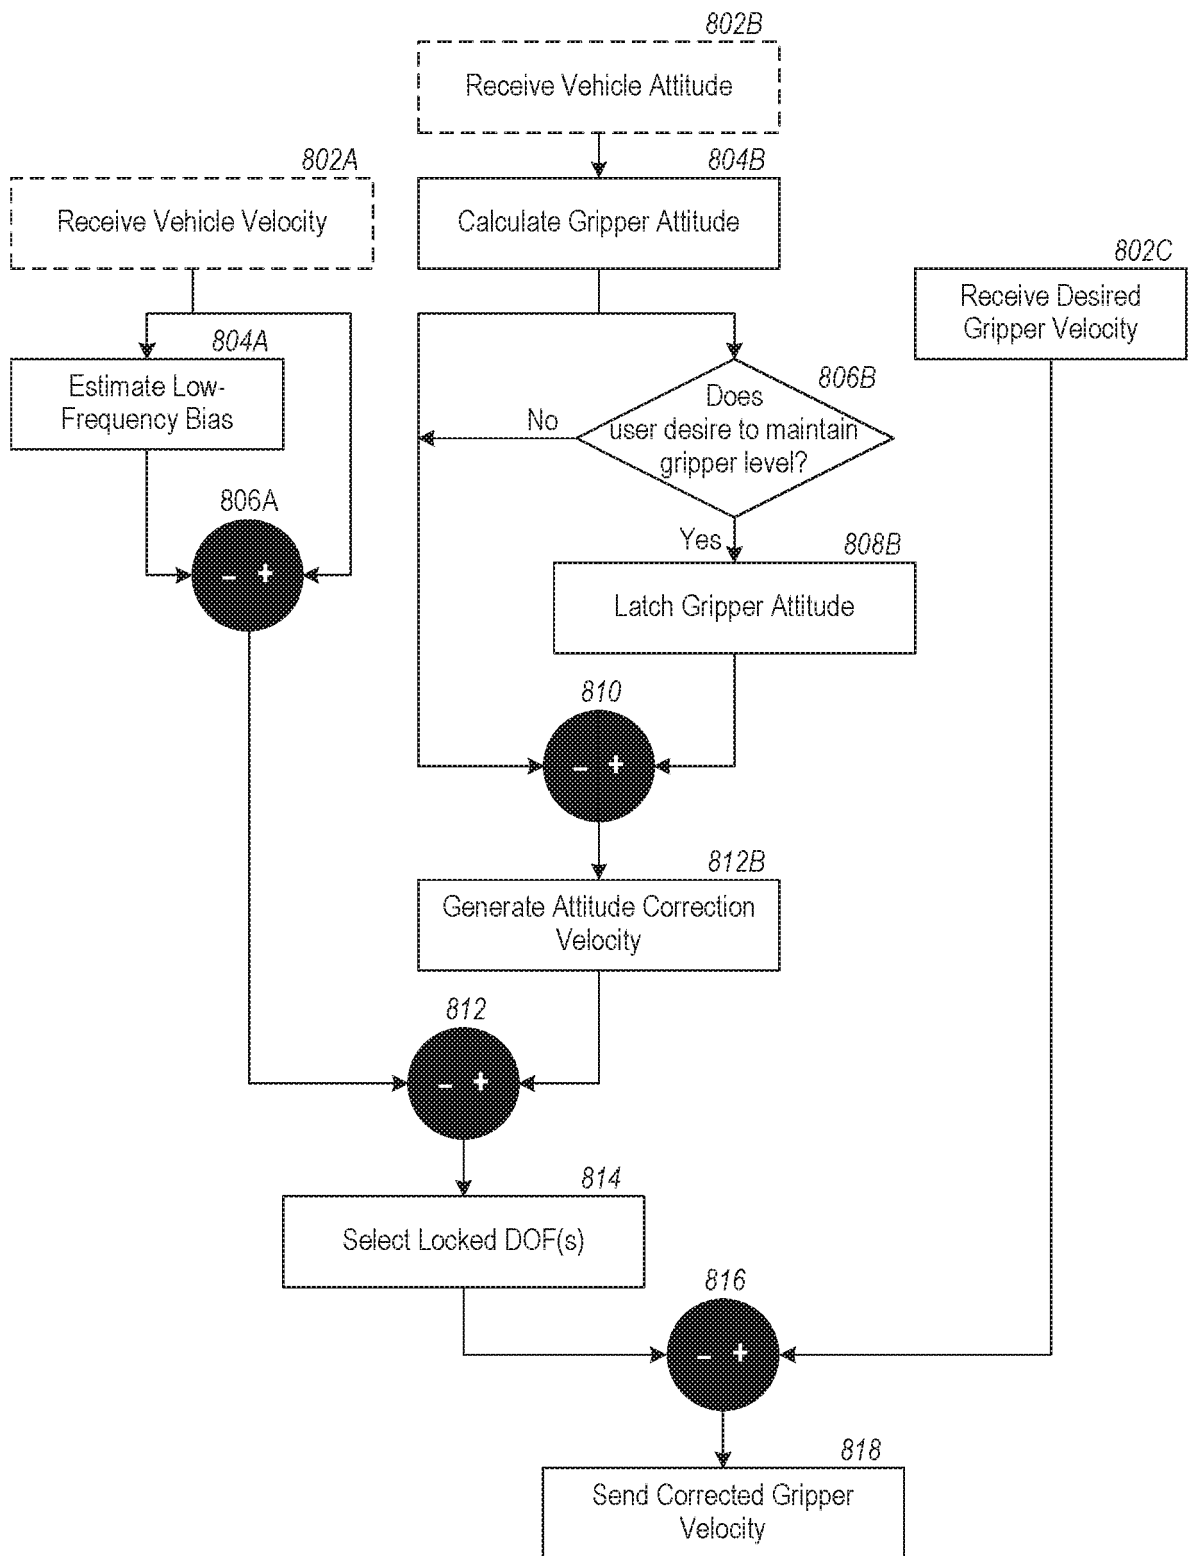 802B
Receive Vehicle Attitude
802A
Receive Vehicle Velocity
804B
Calculate Gripper Attitude
802C
Receive Desired
Gripper Velocity
804A
Estimate Low-
Frequency Bias
806B
Does
user desire to maintain
gripper level?
No
Yes
806A
- +
808B
Latch Gripper Attitude
810
- +
812B
Generate Attitude Correction
Velocity
812
- +
814
Select Locked DOF(s)
816
- +
818
Send Corrected Gripper
Velocity